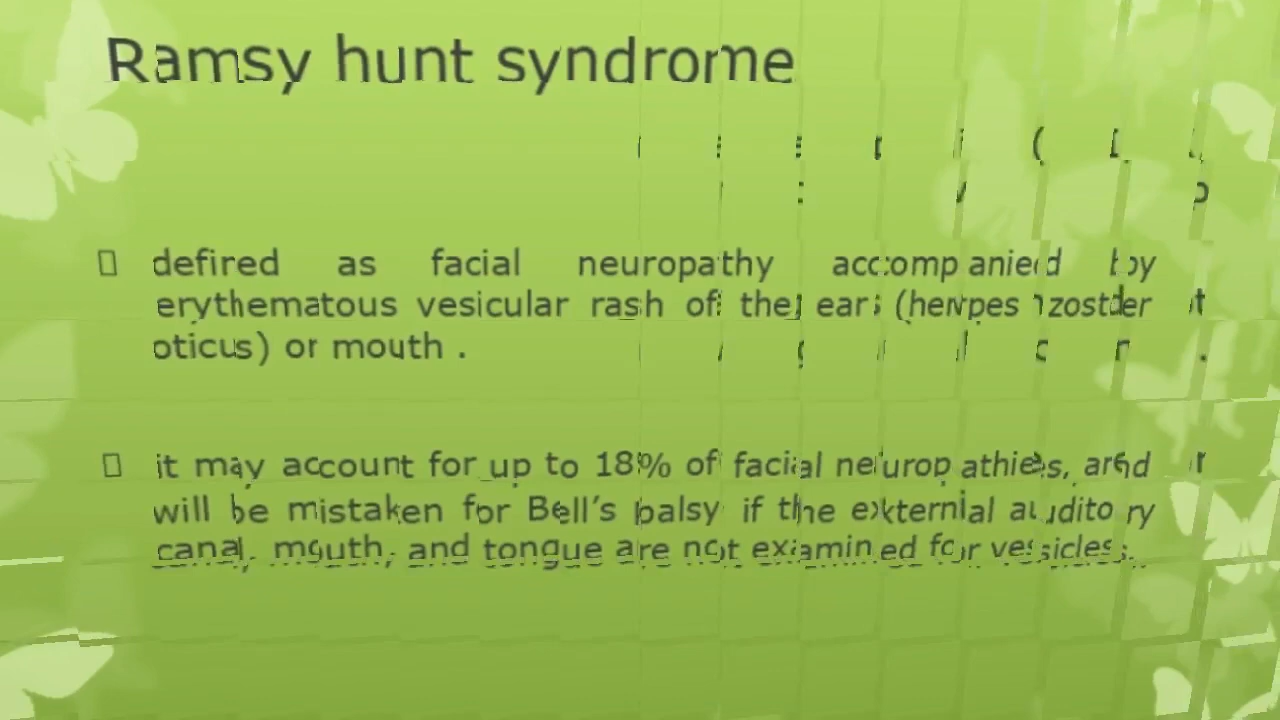 Ramsy hunt syndrome
defined as facial neuropathy accompanied by
erythematous vesicular rash of the ear (herpes zoster
oticus) or mouth .
it may account for up to 18% of facial neuropathies, and
will be mistaken for Bell's palsy if the external auditory
canal, mouth, and tongue are not examined for vesicles.